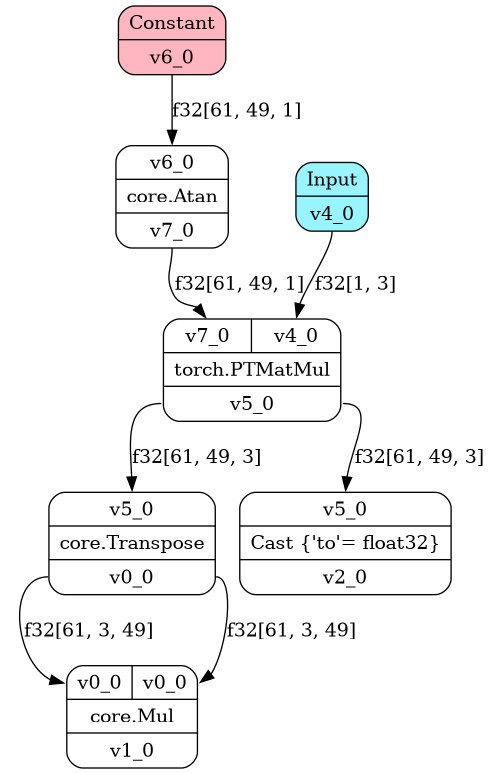 Constant
v6_0
f32[61, 49, 1]
v6_0
core.Atan
v7_0
Input
v4_0
f32[61, 49, 1]
f32[1, 3]
v7_0 v4_0
torch.PTMatMul
v5_0
f32[61, 49, 3]
f32[61, 49, 3]
v5_0
core.Transpose
v0_0
v5_0
Cast {'to'= float32}
v2_0
f32[61, 3, 49]
f32[61, 3, 49]
v0_0 v0_0
core.Mul
v1_0